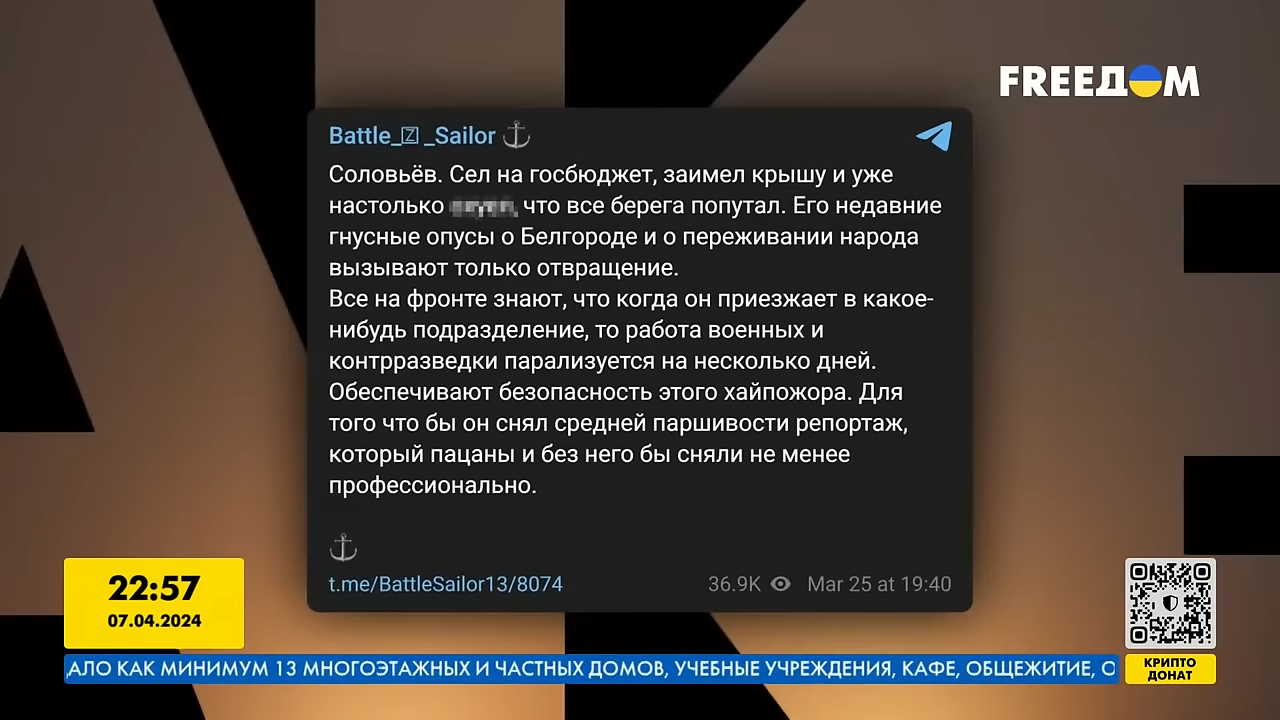 FREEДOM
Battle_🅉_Sailor ⚓
Соловьёв. Сел на госбюджет, заимел крышу и уже
настолько что все берега попутал. Его недавние
гнусные опусы о Белгороде и о переживании народа
вызывают только отвращение.
Все на фронте знают, что когда он приезжает в какое-
нибудь подразделение, то работа военных и
контрразведки парализуется на несколько дней.
Обеспечивают безопасность этого хайпожора. Для
того что бы он снял средней паршивости репортаж,
который пацаны и без него бы сняли не менее
профессионально.
⚓
t.me/BattleSailor13/8074 36.9K Mar 25 at 19:40
22:57
07.04.2024
АЛО КАК МИНИМУМ 13 МНОГОЭТАЖНЫХ И ЧАСТНЫХ ДОМОВ, УЧЕБНЫЕ УЧРЕЖДЕНИЯ, КАФЕ, ОБЩЕЖИТИЕ, О
КРИПТО
ДОНАТ